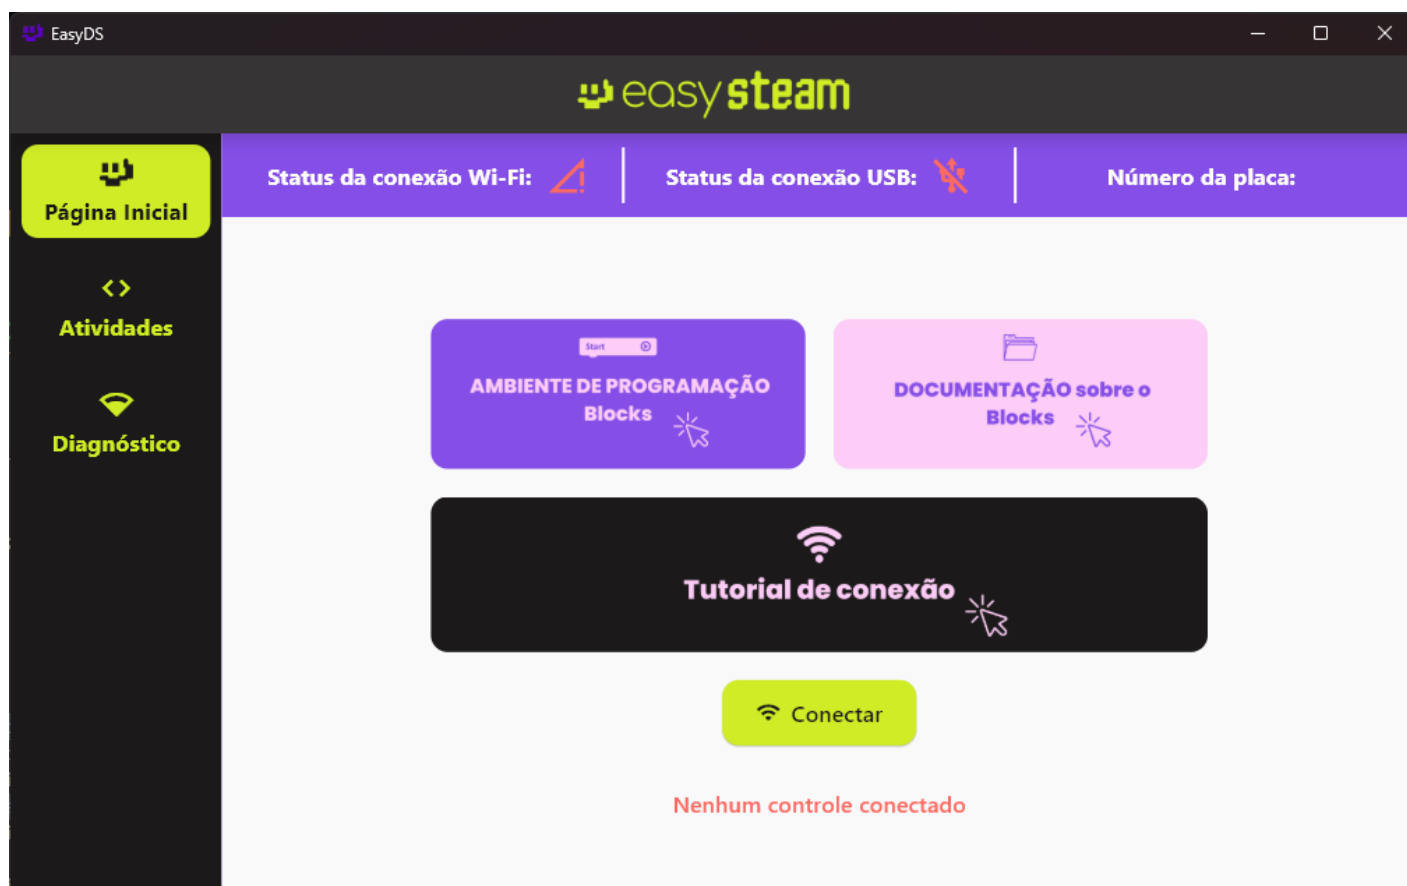 EasyDS
easy steam
Página Inicial
Atividades
Diagnóstico
Status da conexão Wi-Fi:
Status da conexão USB:
Número da placa:
Start
AMBIENTE DE PROGRAMAÇÃO
Blocks
DOCUMENTAÇÃO sobre o
Blocks
Tutorial de conexão
Conectar
Nenhum controle conectado